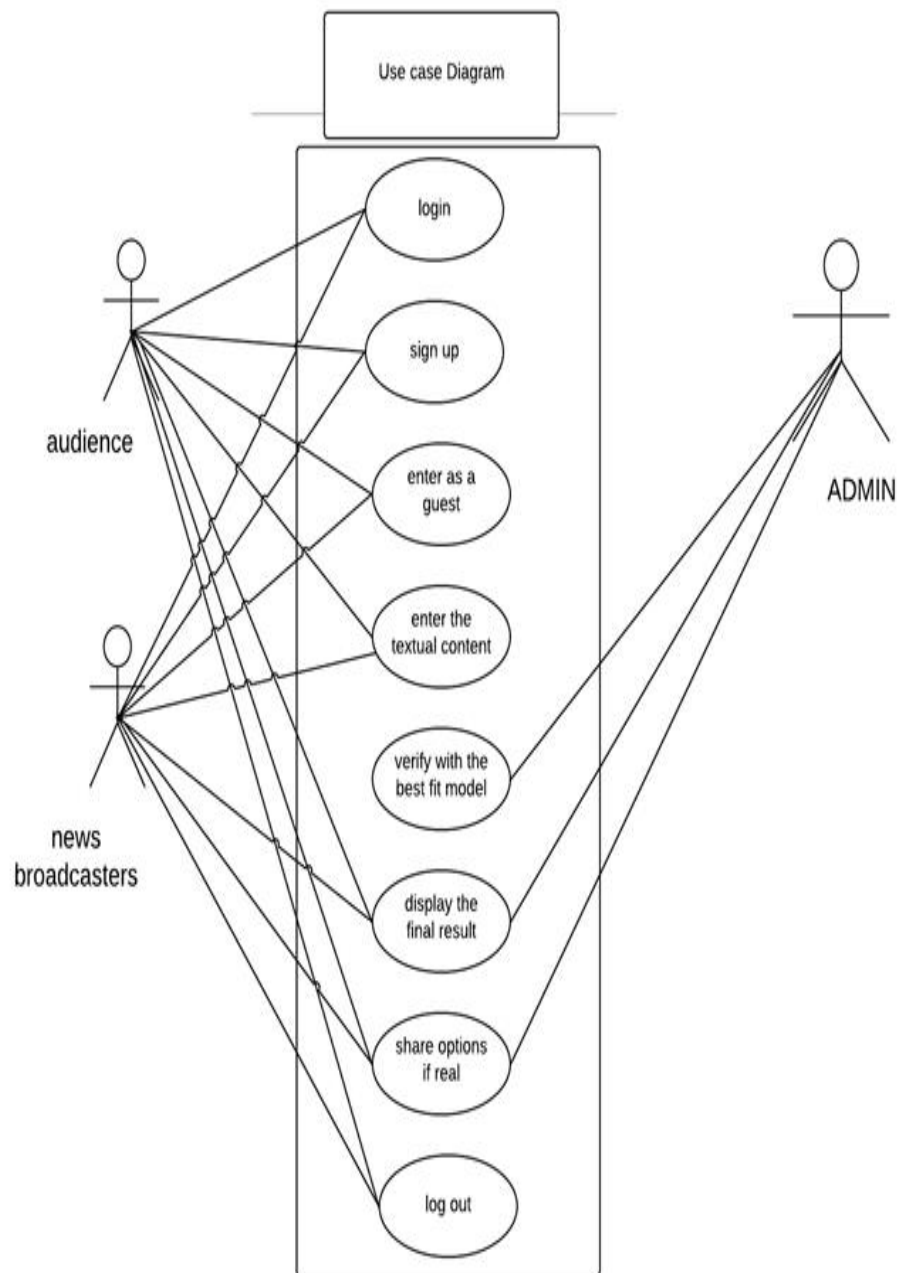 Use case Diagram
login
sign up
audience
enter as a
guest
ADMIN
enter the
textual content
verify with the
best fit model
news
broadcasters
display the
final result
share options
if real
log out